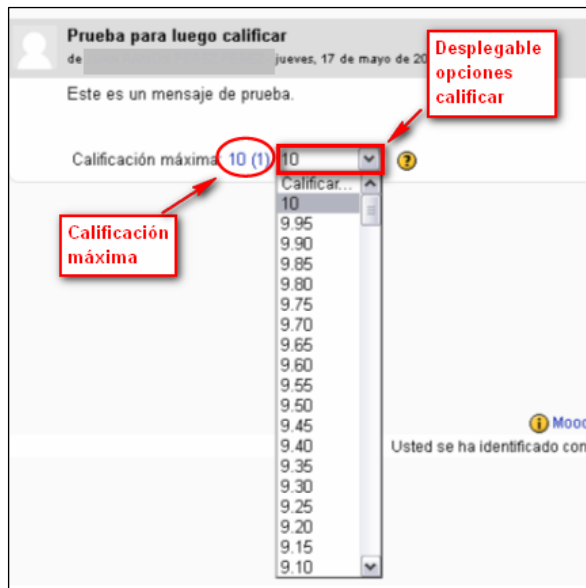 Prueba para luego calificar
de jueves, 17 de mayo de 20
Desplegable
opciones
calificar
Este es un mensaje de prueba.
Calificación máxima: 10 (1) 10
Calificar...
10
9.95
9.90
9.85
9.80
9.75
9.70
9.65
9.60
9.55
9.50
9.45
9.40
9.35
9.30
9.25
9.20
9.15
9.10
Calificación
máxima
Mood
Usted se ha identificado con